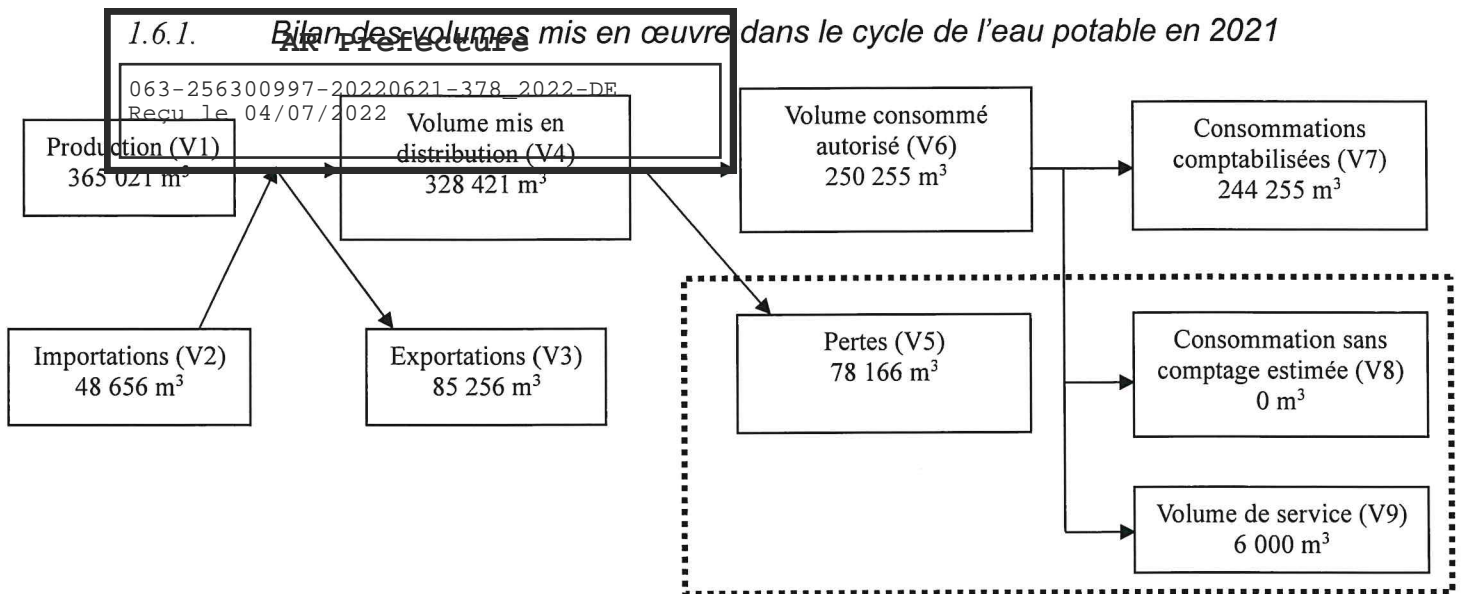 1.6.1. Bilan des volumes mis en œuvre dans le cycle de l'eau potable en 2021
AR Prefecture
063-256300997-20220621-378_2022-DE
Reçu le 04/07/2022
Production (V1)
365 021 m³
Volume mis en
distribution (V4)
328 421 m³
Volume consommé
autorisé (V6)
250 255 m³
Consommations
comptabilisées (V7)
244 255 m³
Importations (V2)
48 656 m³
Exportations (V3)
85 256 m³
Pertes (V5)
78 166 m³
Consommation sans
comptage estimée (V8)
0 m³
Volume de service (V9)
6 000 m³